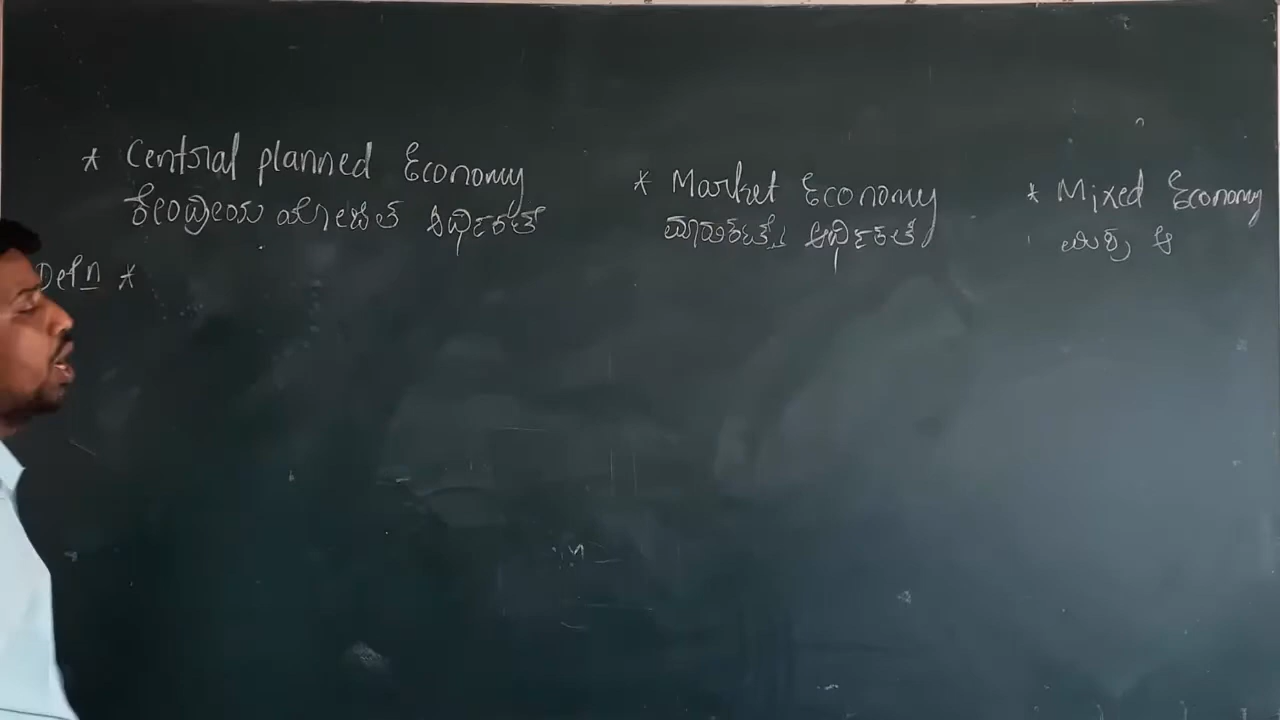 * Central planned Economy
ಕೇಂದ್ರೀಯ ಯೋಜಿತ ಆರ್ಥಿಕತೆ
* Market Economy
ಮಾರುಕಟ್ಟೆ ಆರ್ಥಿಕತೆ
* Mixed Economy
ಮಿಶ್ರ ಆ
Defn *